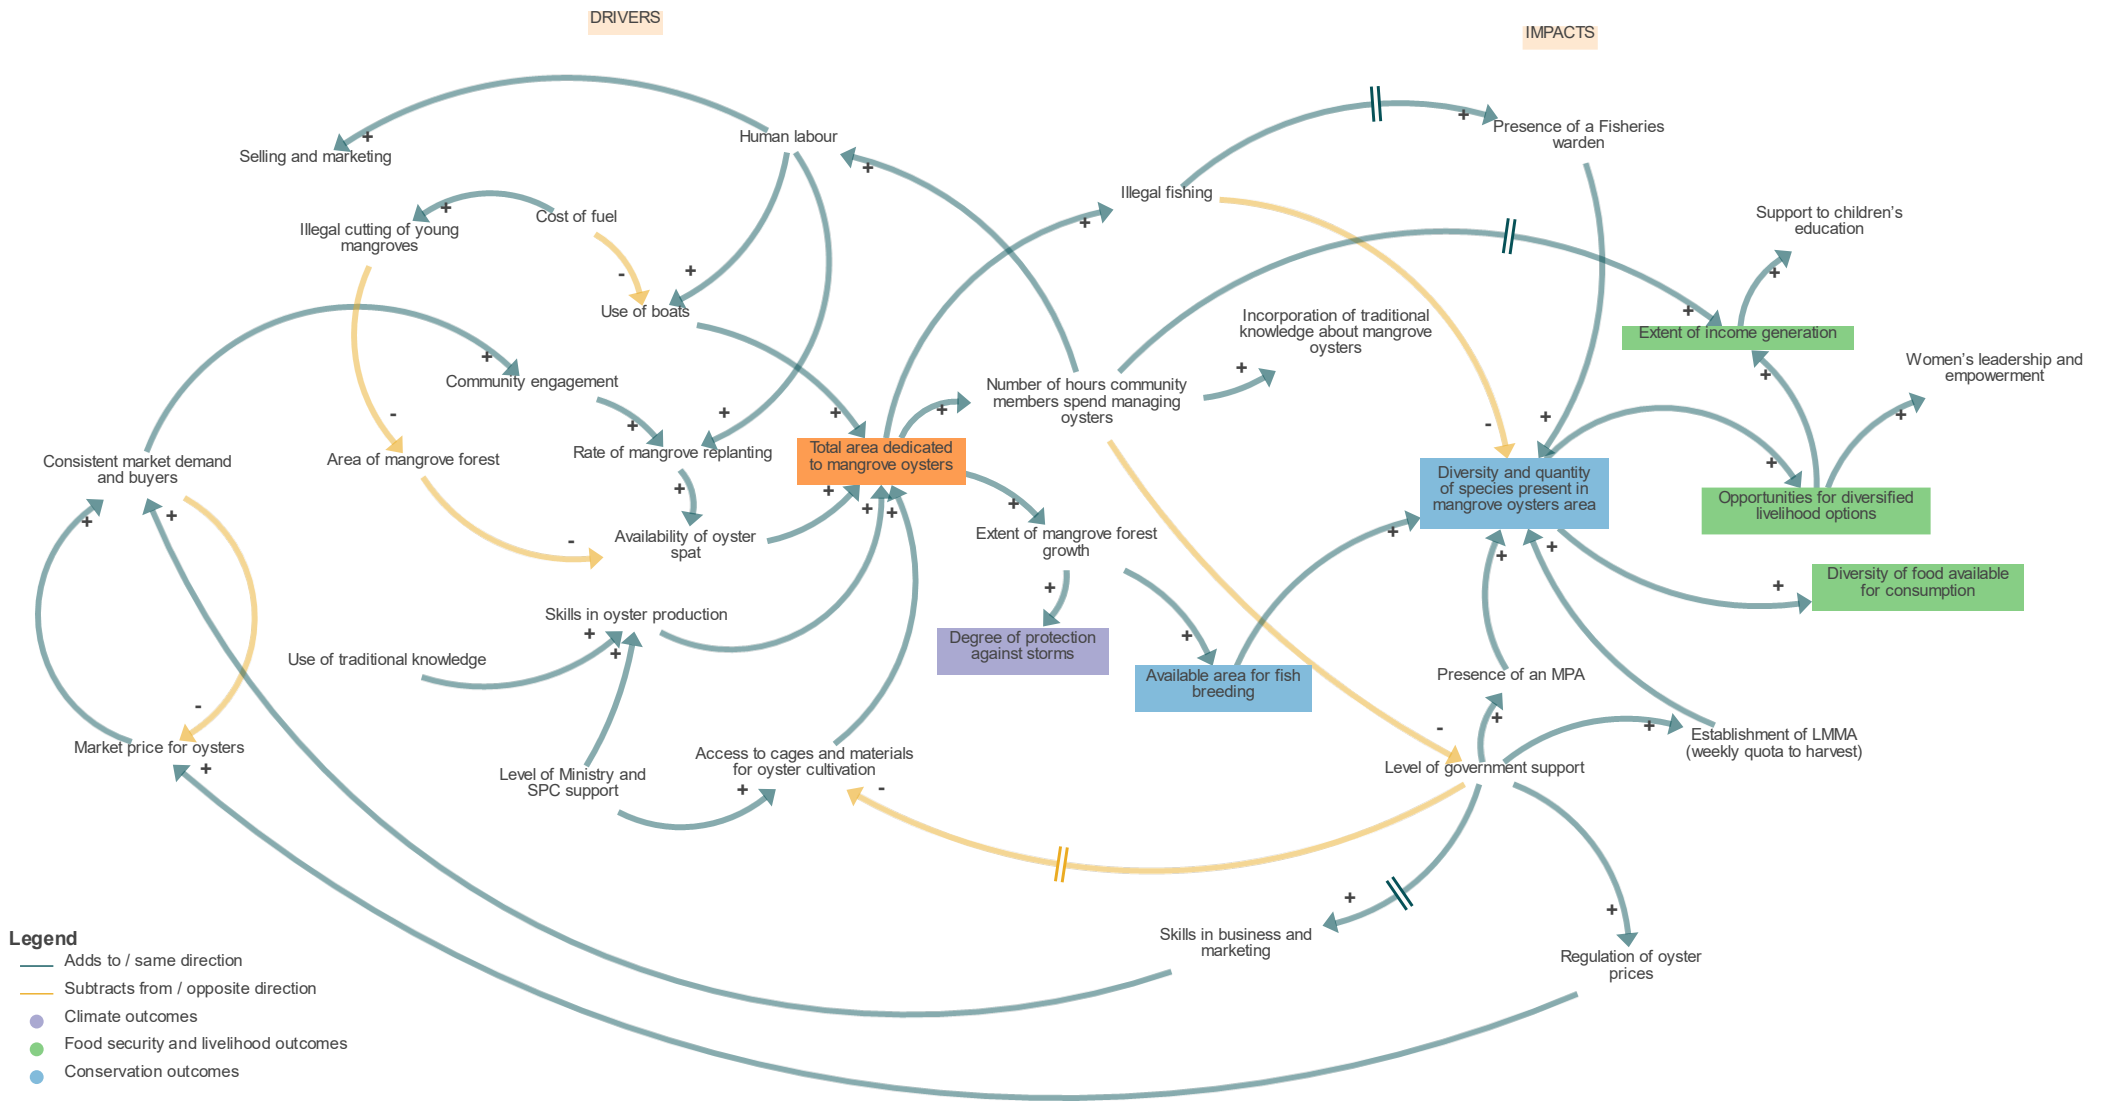 DRIVERS
IMPACTS
Human labour
Selling and marketing
Presence of a Fisheries
warden
Illegal fishing
Cost of fuel
Illegal cutting of young
mangroves
Support to children's
education
Use of boats
Incorporation of traditional
knowledge about mangrove
oysters
Extent of income generation
Women's leadership and
empowerment
Community engagement
Number of hours community
members spend managing
oysters
Consistent market demand
and buyers
Area of mangrove forest
Rate of mangrove replanting
Total area dedicated
to mangrove oysters
Diversity and quantity
of species present in
mangrove oysters area
Opportunities for diversified
livelihood options
Availability of oyster
spat
Extent of mangrove forest
growth
Diversity of food available
for consumption
Skills in oyster production
Degree of protection
against storms
Use of traditional knowledge
Available area for fish
breeding
Presence of an MPA
Market price for oysters
Level of Ministry and
SPC support
Access to cages and materials
for oyster cultivation
Level of government support
Establishment of LMMA
(weekly quota to harvest)
Skills in business and
marketing
Regulation of oyster
prices
Legend
Adds to / same direction
Subtracts from / opposite direction
Climate outcomes
Food security and livelihood outcomes
Conservation outcomes